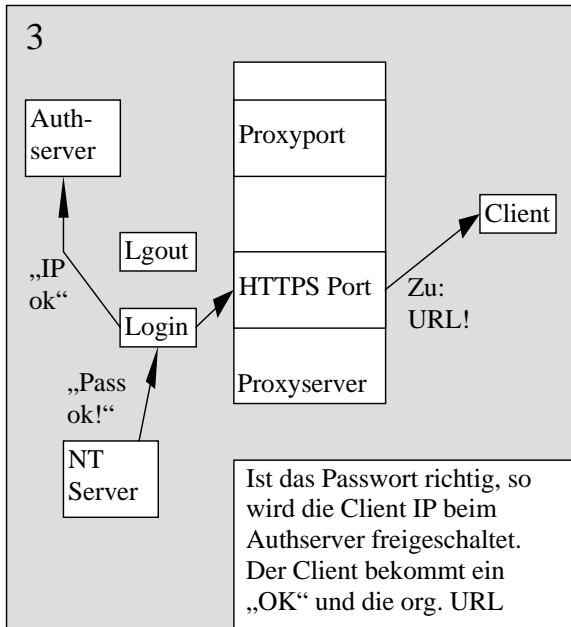 3
Auth-
server
Proxyport
Client
Lgout
„IP
ok“
HTTPS Port
Zu:
URL!
Login
„Pass
ok!“
Proxyserver
NT
Server
Ist das Passwort richtig, so
wird die Client IP beim
Authserver freigeschaltet.
Der Client bekommt ein
„OK“ und die org. URL